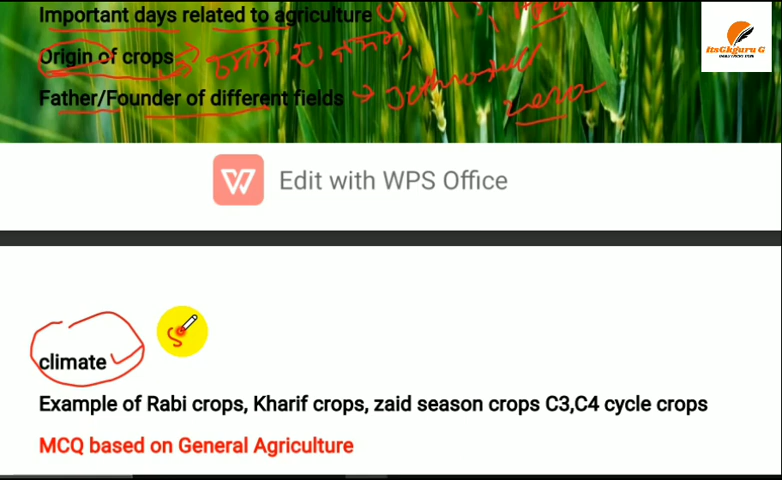 Important days related to agriculture
Origin of crops
Father/Founder of different fields
ItsGkguru G
Edit with WPS Office
climate
Example of Rabi crops, Kharif crops, zaid season crops C3,C4 cycle crops
MCQ based on General Agriculture